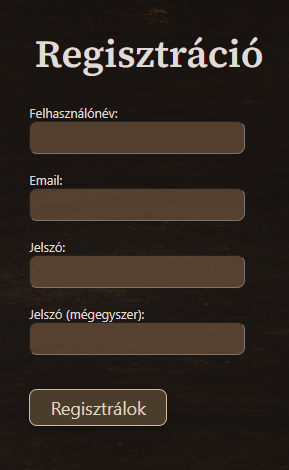 Regisztráció
Felhasználónév:
Email:
Jelszó:
Jelszó (mégegyszer):
Regisztrálok